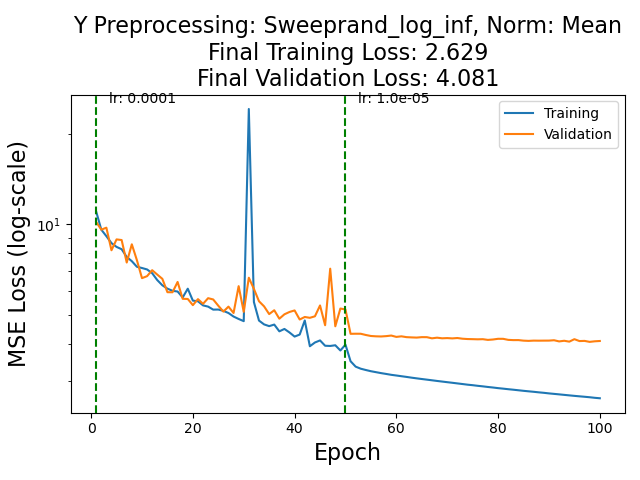 Y Preprocessing: Sweeprand_log_inf, Norm: Mean
Final Training Loss: 2.629
Final Validation Loss: 4.081
lr: 0.0001
lr: 1.0e-05
Training
Validation
10¹
MSE Loss (log-scale)
0 20 40 60 80 100
Epoch